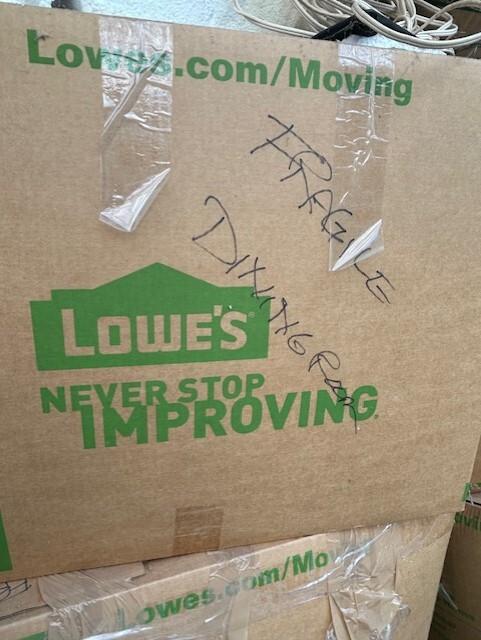 Lowes.com/Moving
FRAGILE
DINING ROOM
LOWE'S®
NEVER STOP
IMPROVING.
Lowes.com/Mo